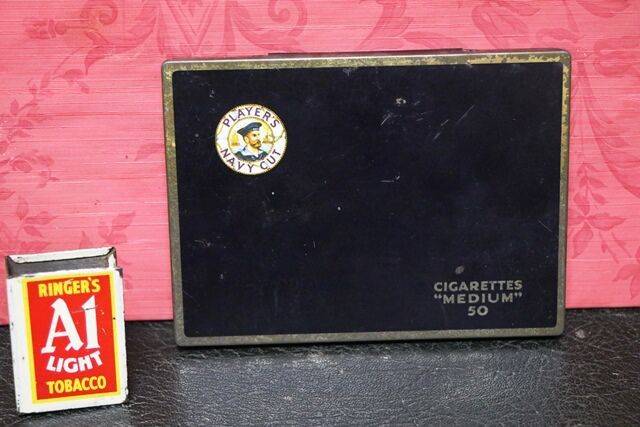 PLAYER'S
NAVY CUT
CIGARETTES
"MEDIUM"
50
RINGER'S
A1
LIGHT
TOBACCO